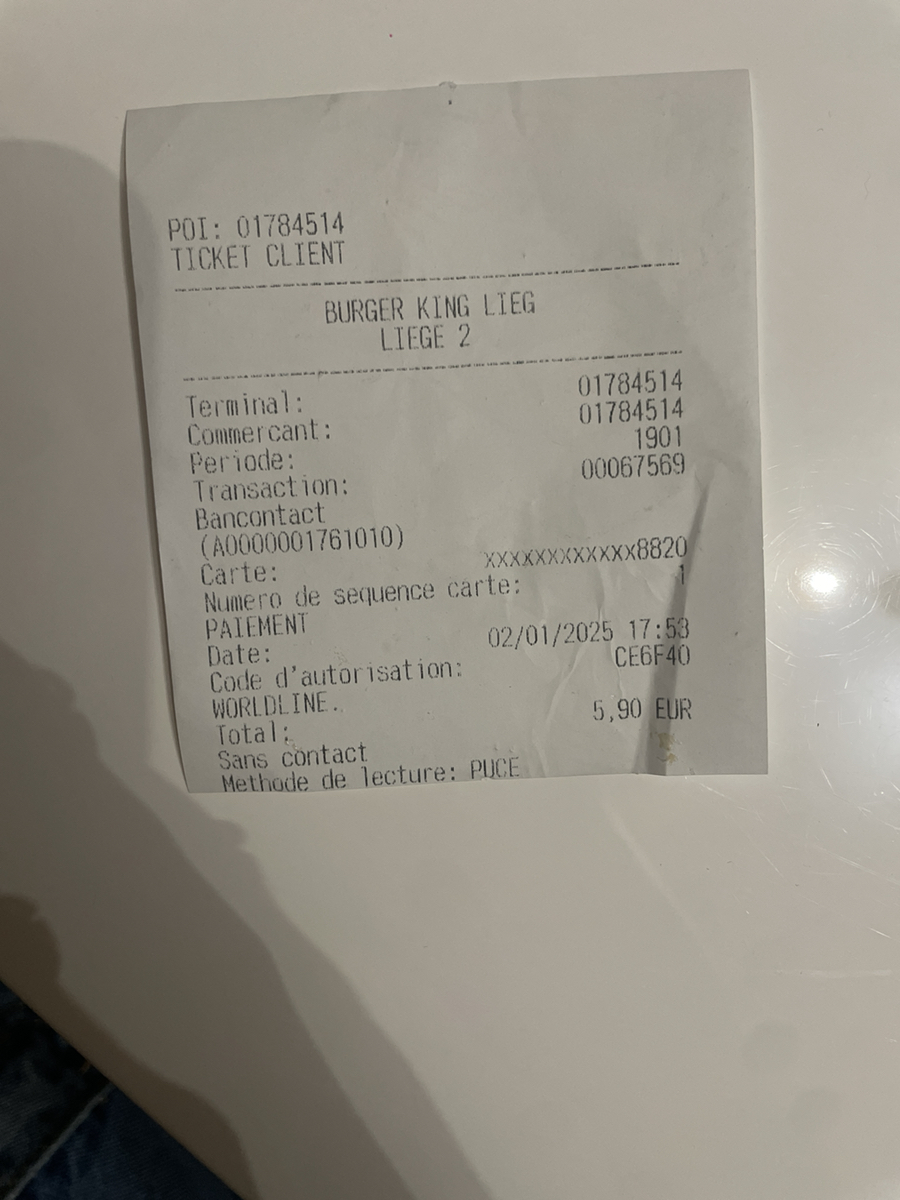 POI: 01784514
TICKET CLIENT
BURGER KING LIEG
LIEGE 2
Terminal: 01784514
Commercant: 01784514
Periode: 1901
Transaction: 00067569
Bancontact
(A0000001761010)
Carte: xxxxxxxxxxxx8820
Numero de sequence carte: 1
PAIEMENT
Date: 02/01/2025 17:53
Code d'autorisation: CE6F40
WORLDLINE.
Total: 5,90 EUR
Sans contact
Methode de lecture: PUCE